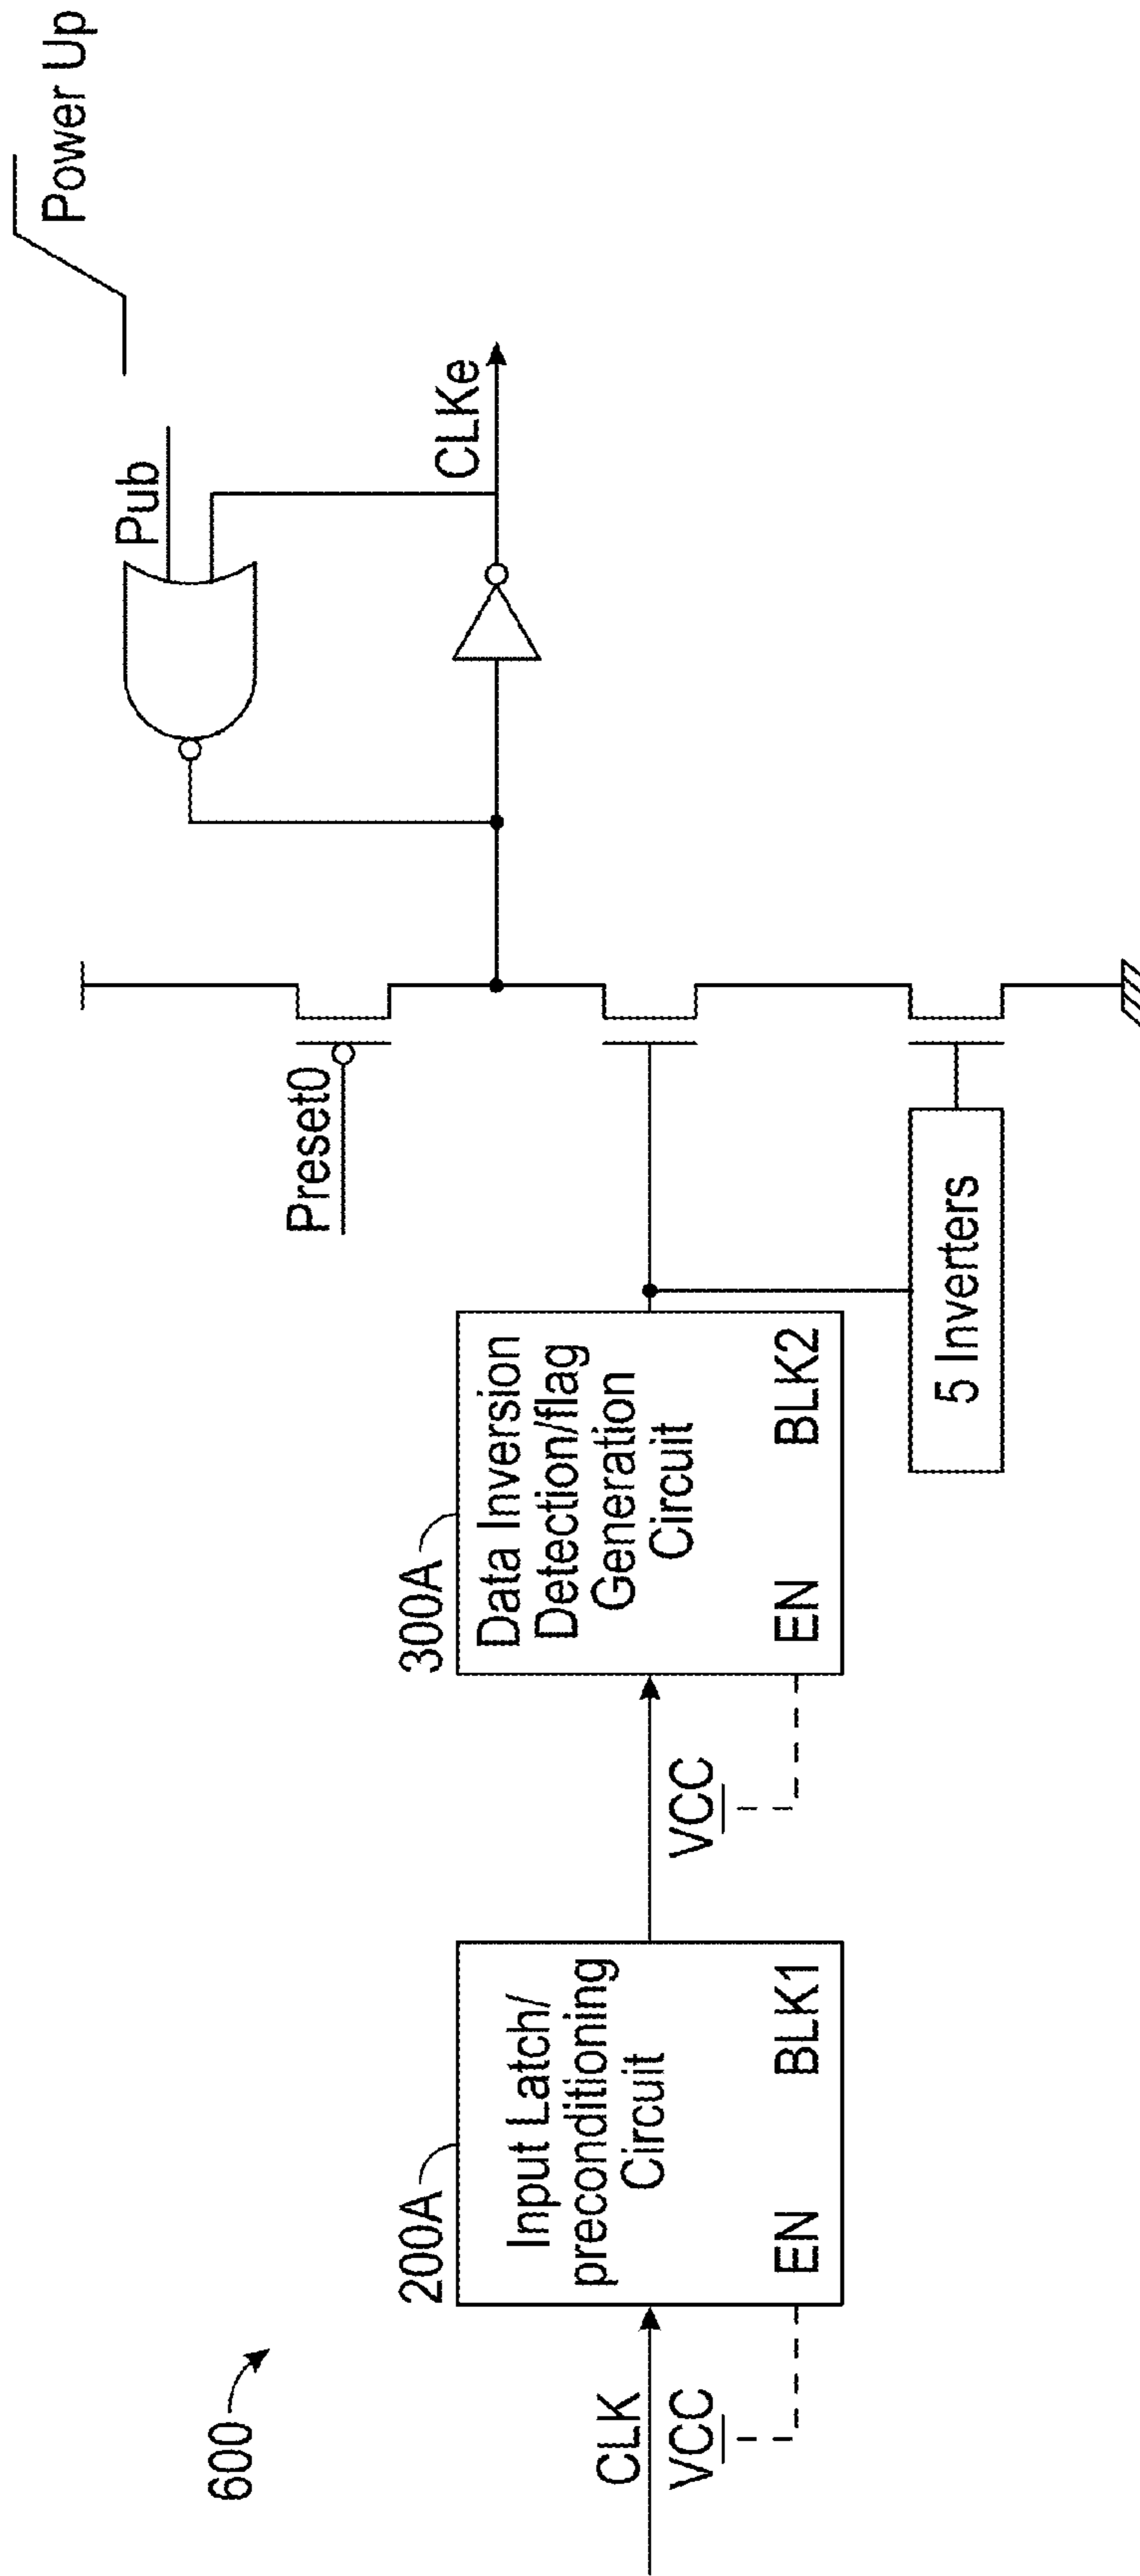 600
CLK
VCC
200A
Input Latch/
preconditioning
Circuit
EN
BLK1
VCC
300A
Data Inversion
Detection/flag
Generation
Circuit
EN
BLK2
5 Inverters
Preset0
Pub
CLKe
Power Up